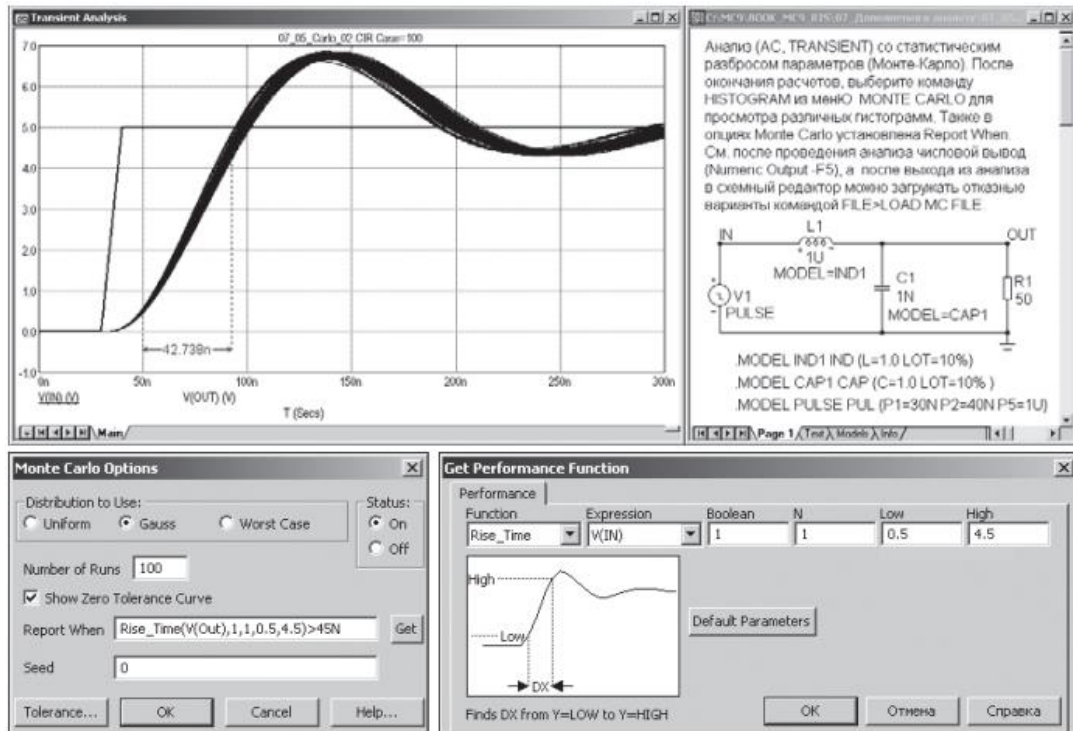 Transient Analysis
07_05_Carlo_02 CIR Case=100
7.0
6.0
5.0
4.0
3.0
2.0
1.0
0.0
-1.0
42.738n
0n
50n
100n
150n
200n
250n
300n
V(IN) (V)
V(OUT) (V)
T (Secs)
Main
Анализ (AC, TRANSIENT) со статистическим
разбросом параметров (Монте-Карло). После
окончания расчетов, выберите команду
HISTOGRAM из менЮ MONTE CARLO для
просмотра различных гистограмм. Также в
опциях Monte Carlo установлена Report When.
См. после проведения анализа числовой вывод
(Numeric Output -F5), а после выхода из анализа
в схемный редактор можно загружать отказные
варианты командой FILE>LOAD MC FILE
IN
L1
OUT
1U
MODEL=IND1
V1
PULSE
C1
1N
MODEL=CAP1
R1
50
.MODEL IND1 IND (L=1.0 LOT=10%)
.MODEL CAP1 CAP (C=1.0 LOT=10% )
.MODEL PULSE PUL (P1=30N P2=40N P5=1U)
Page 1 Text Models Info
Monte Carlo Options
Distribution to Use:
Uniform Gauss Worst Case
Status:
On
Off
Number of Runs 100
Show Zero Tolerance Curve
Report When Rise_Time(V(Out),1,1,0.5,4.5)>45N Get
Seed 0
Tolerance... OK Cancel Help...
Get Performance Function
Performance
Function Expression Boolean N Low High
Rise_Time V(IN) 1 1 0.5 4.5
High
Low
DX
Default Parameters
Finds DX from Y=LOW to Y=HIGH
OK Отмена Справка